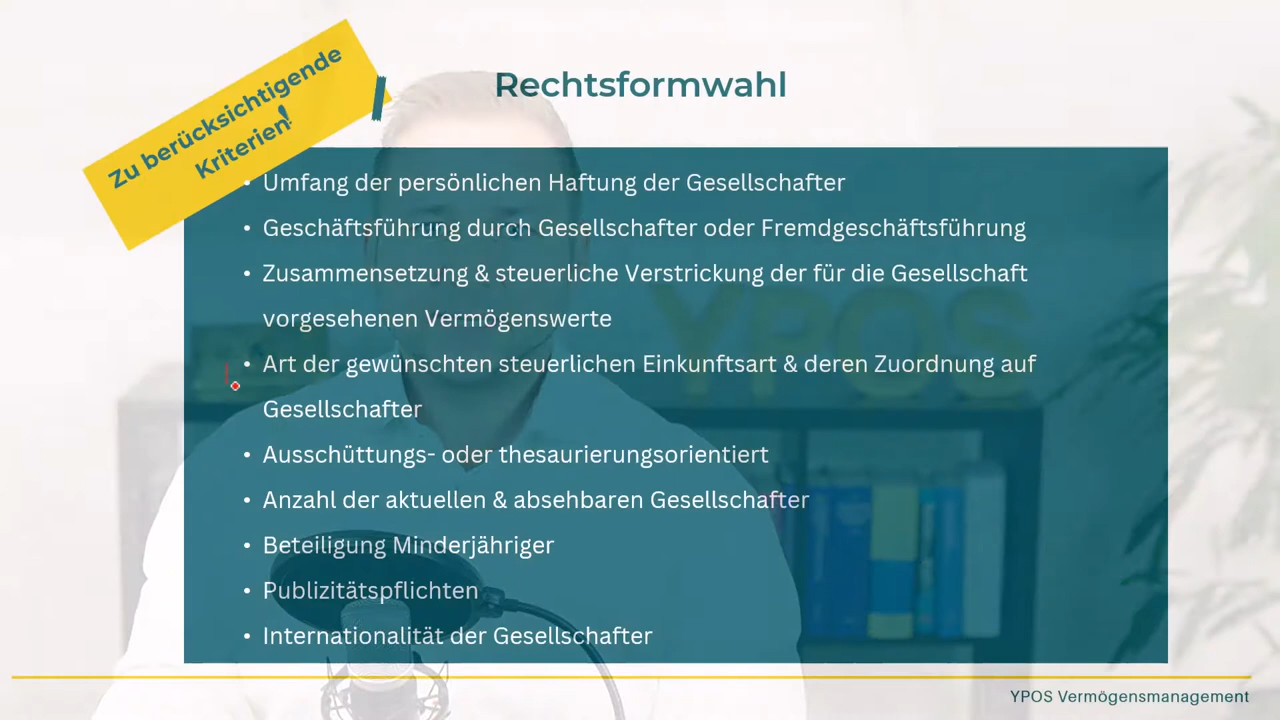 Zu berücksichtigende
Kriterien!
Rechtsformwahl
• Umfang der persönlichen Haftung der Gesellschafter
• Geschäftsführung durch Gesellschafter oder Fremdgeschäftsführung
• Zusammensetzung & steuerliche Verstrickung der für die Gesellschaft
vorgesehenen Vermögenswerte
• Art der gewünschten steuerlichen Einkunftsart & deren Zuordnung auf
Gesellschafter
• Ausschüttungs- oder thesaurierungsorientiert
• Anzahl der aktuellen & absehbaren Gesellschafter
• Beteiligung Minderjähriger
• Publizitätspflichten
• Internationalität der Gesellschafter
YPOS
YPOS Vermögensmanagement